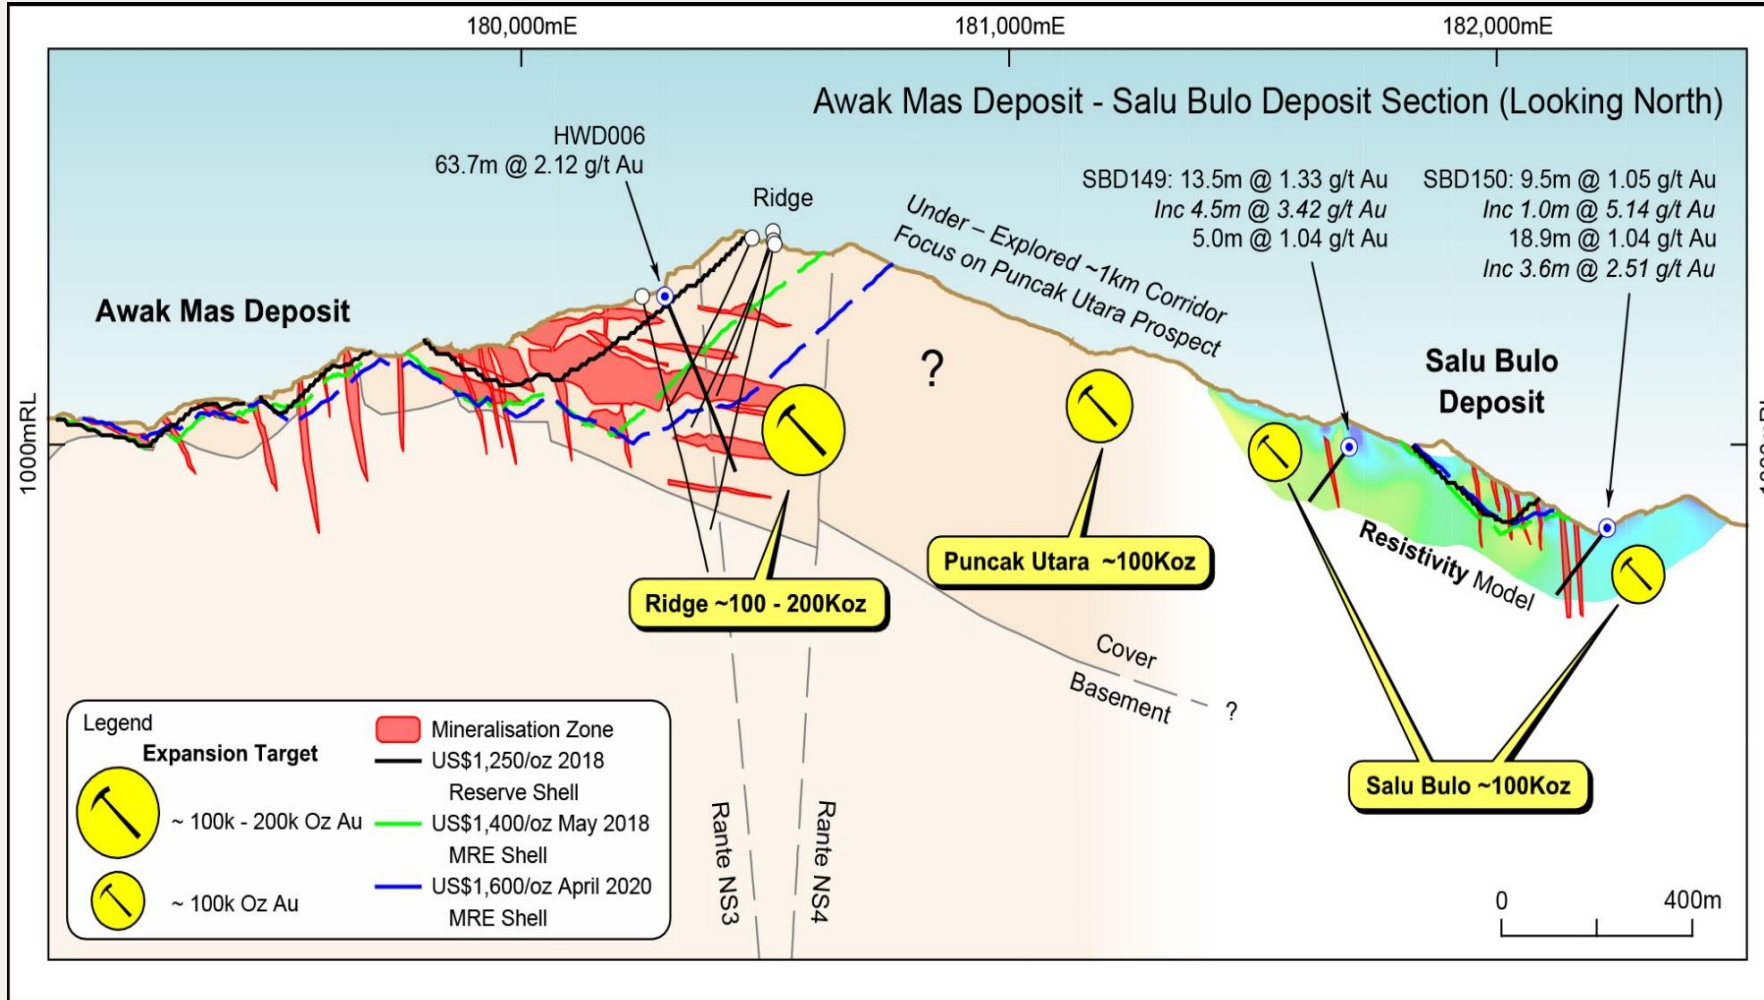 180,000mE
181,000mE
182,000mE
Awak Mas Deposit - Salu Bulo Deposit Section (Looking North)
HWD006
63.7m @ 2.12 g/t Au
Ridge
Under – Explored ~1km Corridor
Focus on Puncak Utara Prospect
SBD149: 13.5m @ 1.33 g/t Au
Inc 4.5m @ 3.42 g/t Au
5.0m @ 1.04 g/t Au
SBD150: 9.5m @ 1.05 g/t Au
Inc 1.0m @ 5.14 g/t Au
18.9m @ 1.04 g/t Au
Inc 3.6m @ 2.51 g/t Au
Awak Mas Deposit
?
Salu Bulo
Deposit
1000mRL
Resistivity Model
Puncak Utara ~100Koz
Ridge ~100 - 200Koz
Cover
Basement
?
Salu Bulo ~100Koz
Rante NS3
Rante NS4
Legend
Expansion Target
~ 100k - 200k Oz Au
~ 100k Oz Au
Mineralisation Zone
US$1,250/oz 2018
Reserve Shell
US$1,400/oz May 2018
MRE Shell
US$1,600/oz April 2020
MRE Shell
0
400m